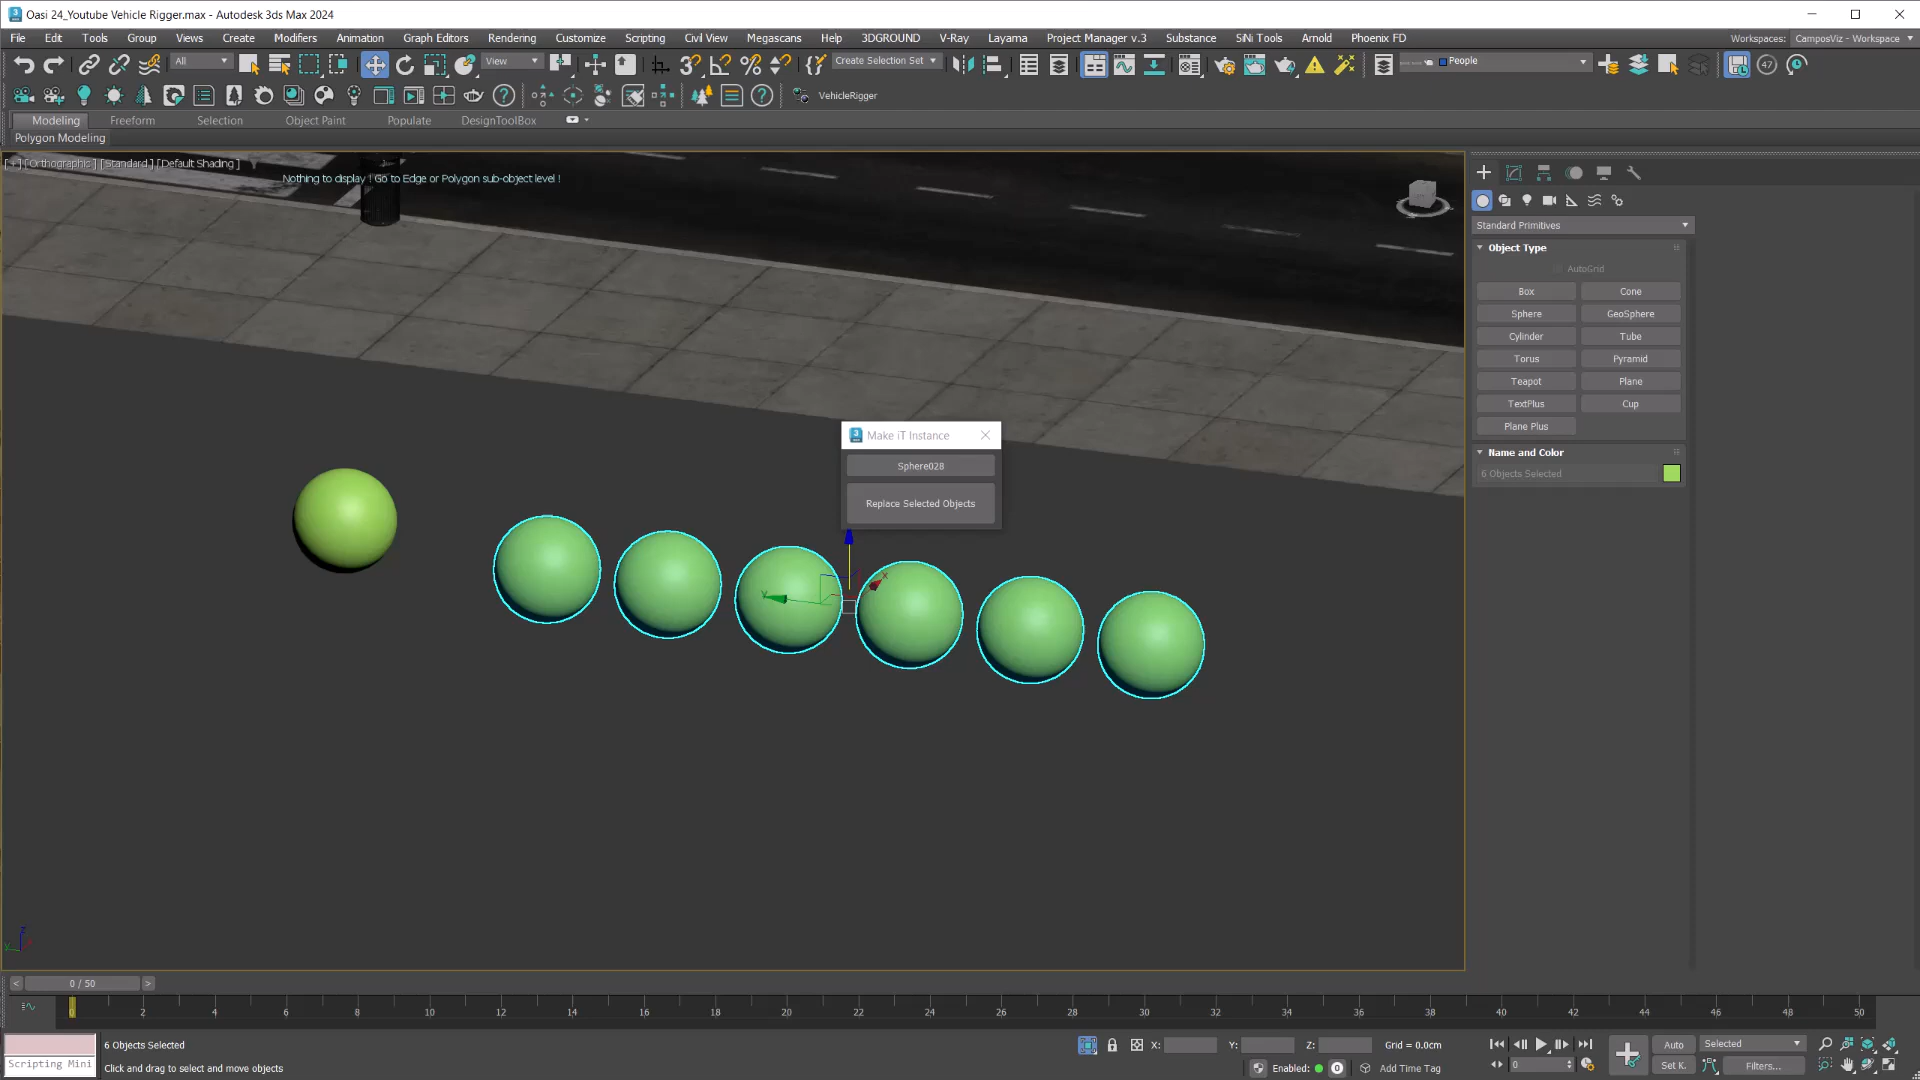 Oasi 24_Youtube Vehicle Rigger.max - Autodesk 3ds Max 2024
File Edit Tools Group Views Create Modifiers Animation Graph Editors Rendering Customize Scripting Civil View Megascans Help 3DGROUND V-Ray Layama Project Manager v.3 Substance SiNi Tools Arnold Phoenix FD Workspaces: CamposViz - Workspace
All View Create Selection Set People 47
VehicleRigger
Modeling Freeform Selection Object Paint Populate DesignToolBox
Polygon Modeling
[+] [Orthographic] [Standard] [Default Shading]
Nothing to display ! Go to Edge or Polygon sub-object level !
Standard Primitives
Object Type
AutoGrid
Box Cone
Sphere GeoSphere
Cylinder Tube
Torus Pyramid
Teapot Plane
TextPlus Cup
Plane Plus
Name and Color
6 Objects Selected
Make iT Instance
Sphere028
Replace Selected Objects
x
y
z
y
< 0 / 50 >
0 2 4 6 8 10 12 14 16 18 20 22 24 26 28 30 32 34 36 38 40 42 44 46 48 50
6 Objects Selected X: Y: Z: Grid = 0.0cm Auto Selected
Scripting Mini Click and drag to select and move objects Enabled: 0 Add Time Tag 0 Set K. Filters...